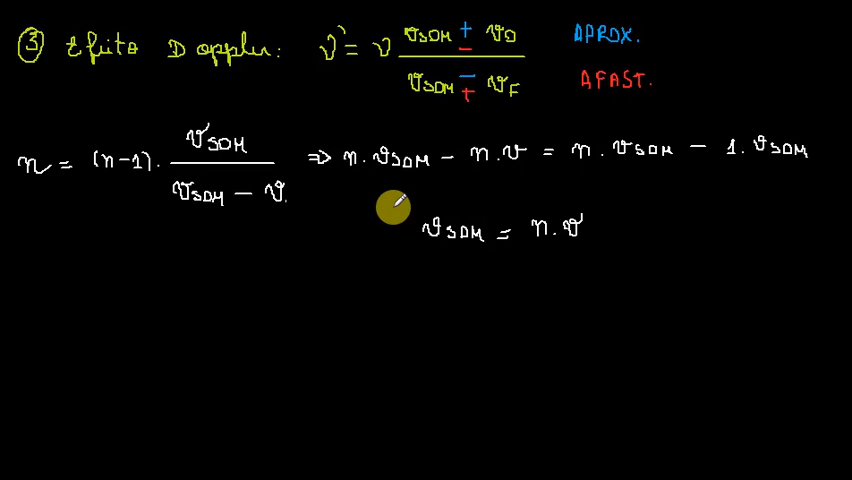 ③ Efeito Doppler: ν' = ν (v_SOM ± v_O) / (v_SOM ∓ v_F) APROX. AFAST.
n = (n-1) . v_SOM / (v_SOM - v) ⇒ n . v_SOM - n . v = n . v_SOM - 1 . v_SOM
v_SOM = n . v